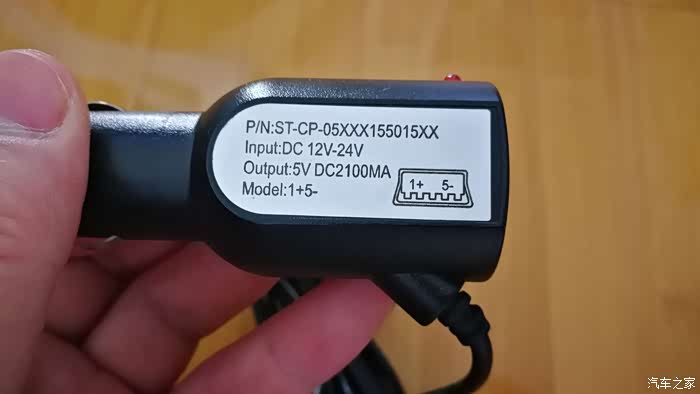 P/N:ST-CP-05XXX155015XX
Input:DC 12V-24V
Output:5V DC2100MA
Model:1+5-
1+ 5-
汽车之家